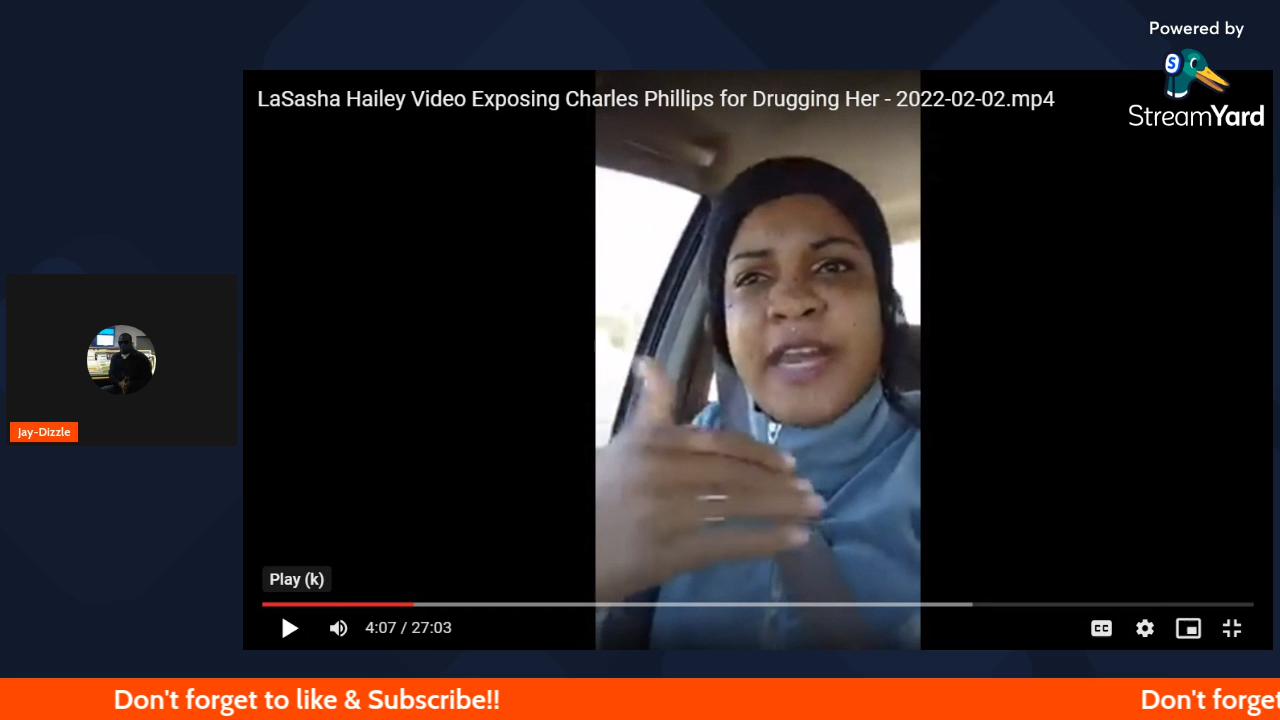 Powered by
StreamYard
LaSasha Hailey Video Exposing Charles Phillips for Drugging Her - 2022-02-02.mp4
Jay-Dizzle
Play (k)
4:07 / 27:03
CC
Don't forget to like & Subscribe!!
Don't forget